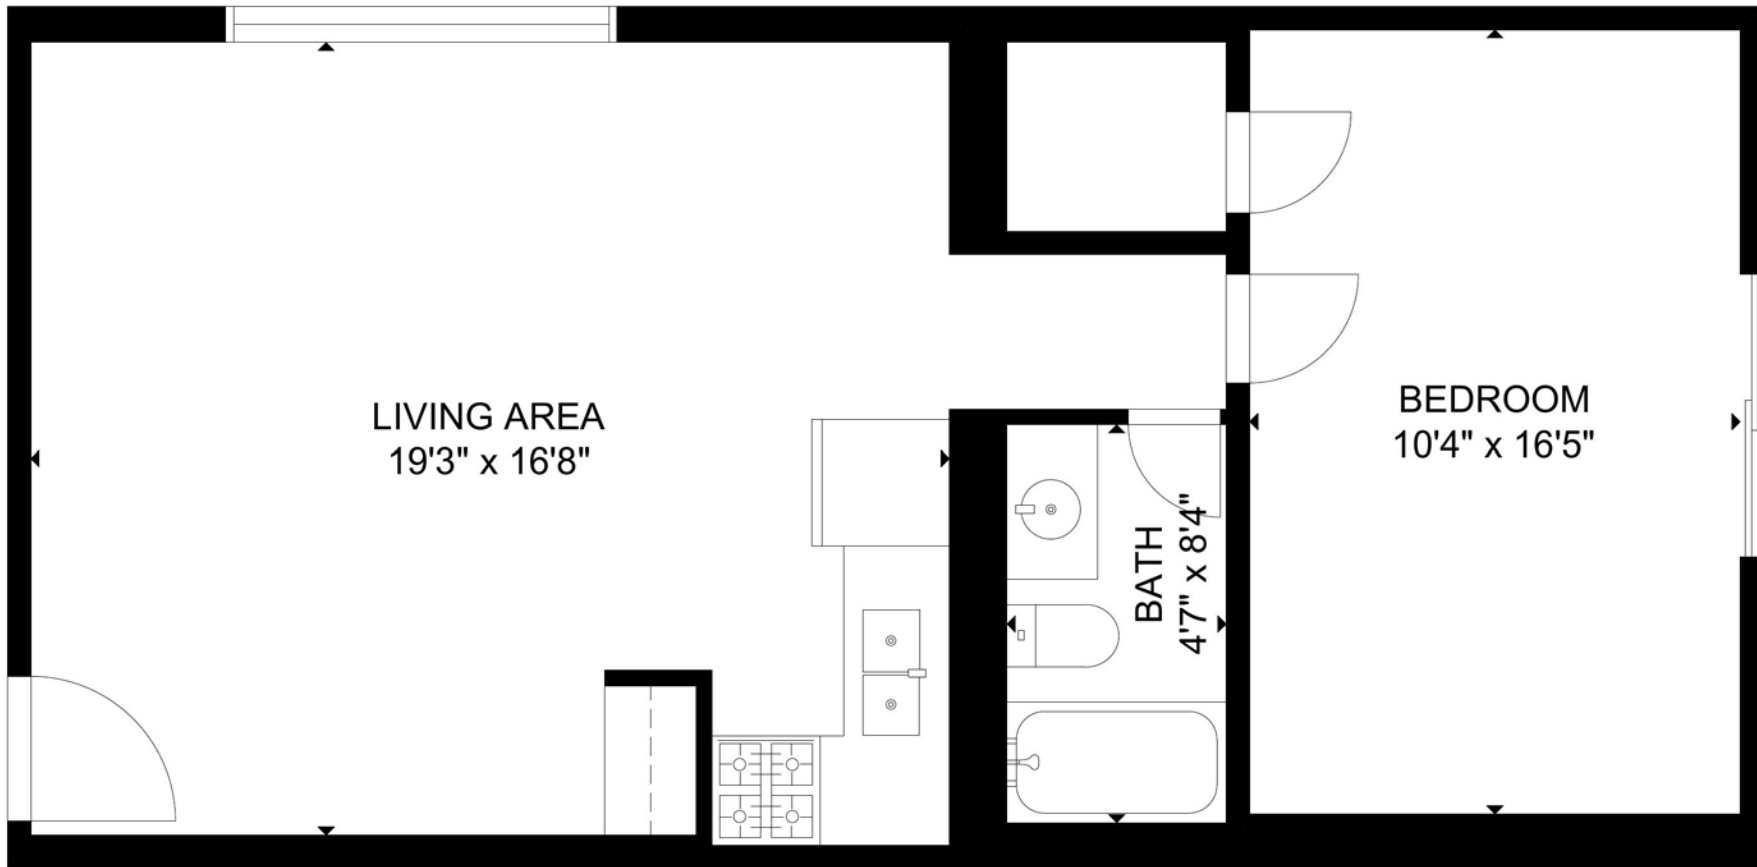 LIVING AREA
19'3" x 16'8"
BEDROOM
10'4" x 16'5"
BATH
4'7" x 8'4"